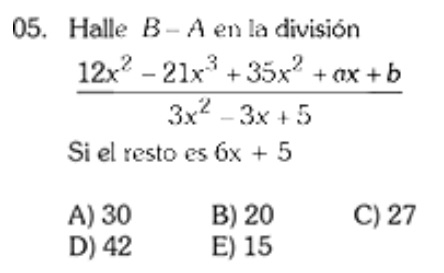 05. Halle B – A en la división
12x² – 21x³ + 35x² + ax + b
3x² – 3x + 5
Si el resto es 6x + 5
A) 30 B) 20 C) 27
D) 42 E) 15